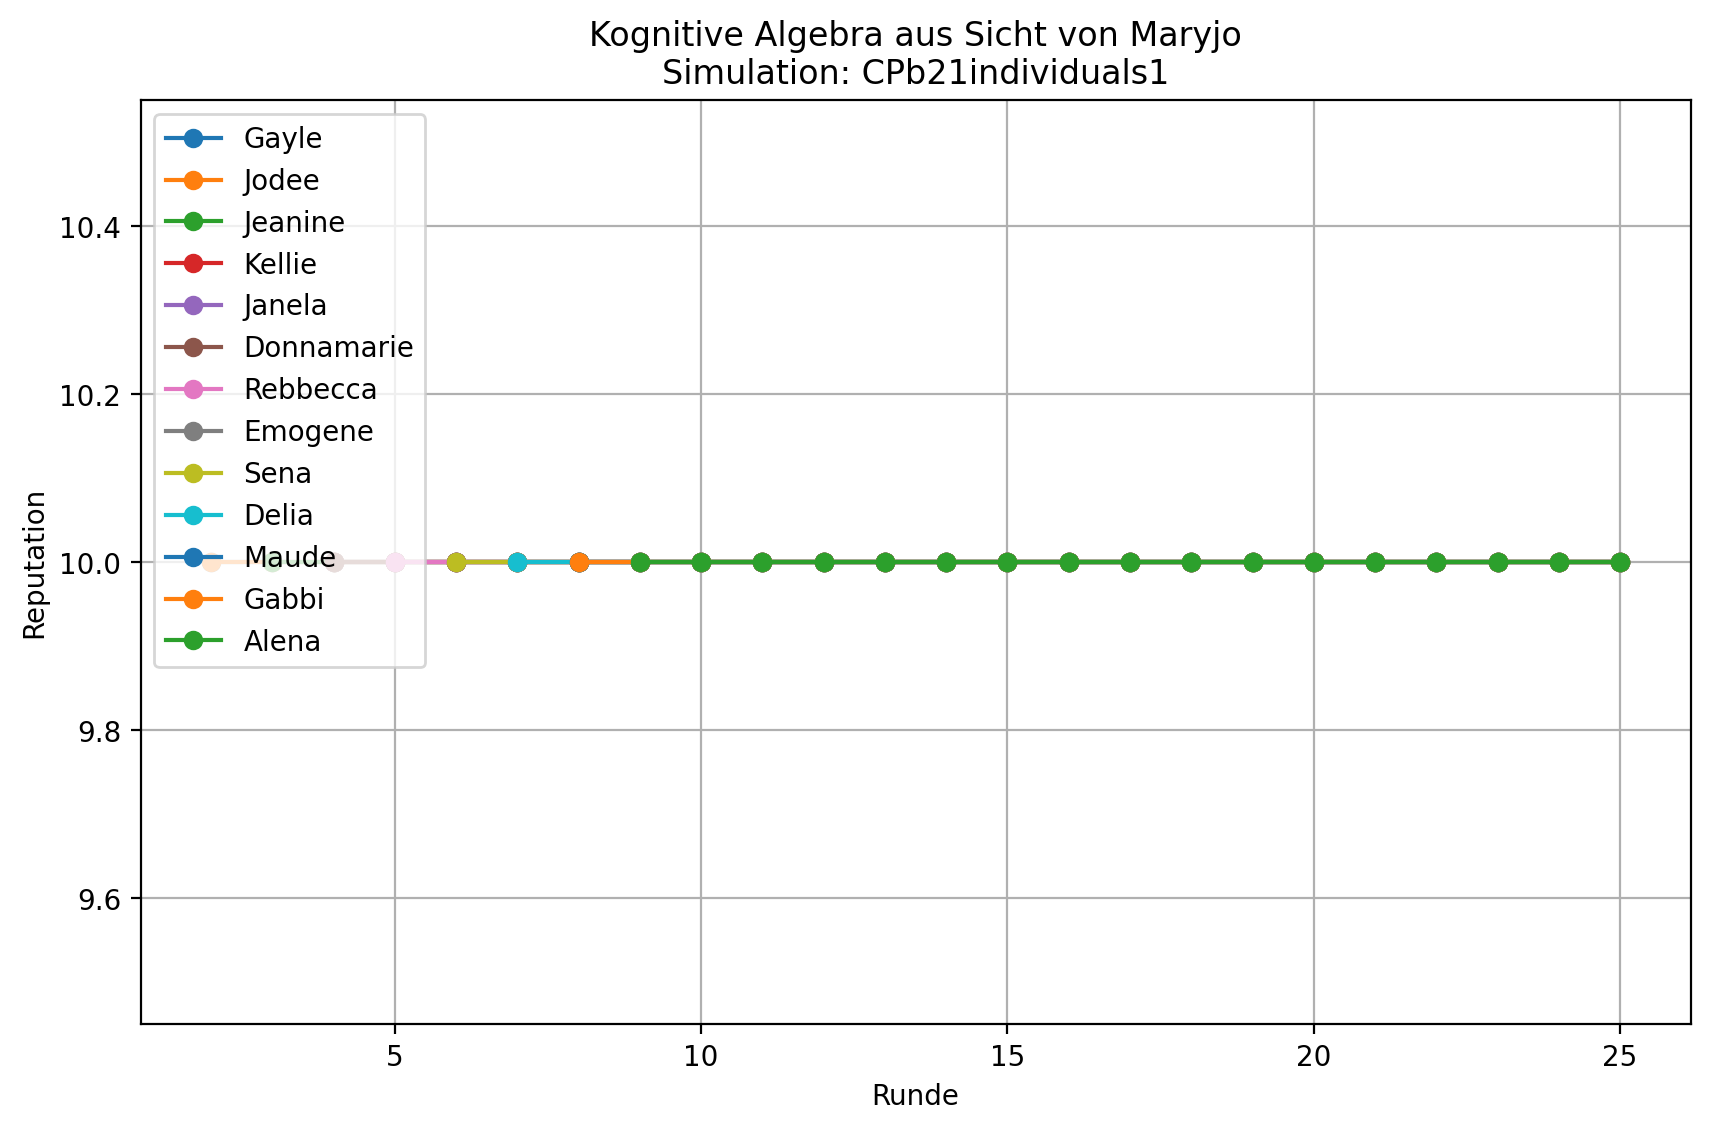 Kognitive Algebra aus Sicht von Maryjo
Simulation: CPb21individuals1
Gayle
Jodee
Jeanine
Kellie
Janela
Donnamarie
Rebbecca
Emogene
Sena
Delia
Maude
Gabbi
Alena
10.4
10.2
10.0
9.8
9.6
Reputation
5
10
15
20
25
Runde